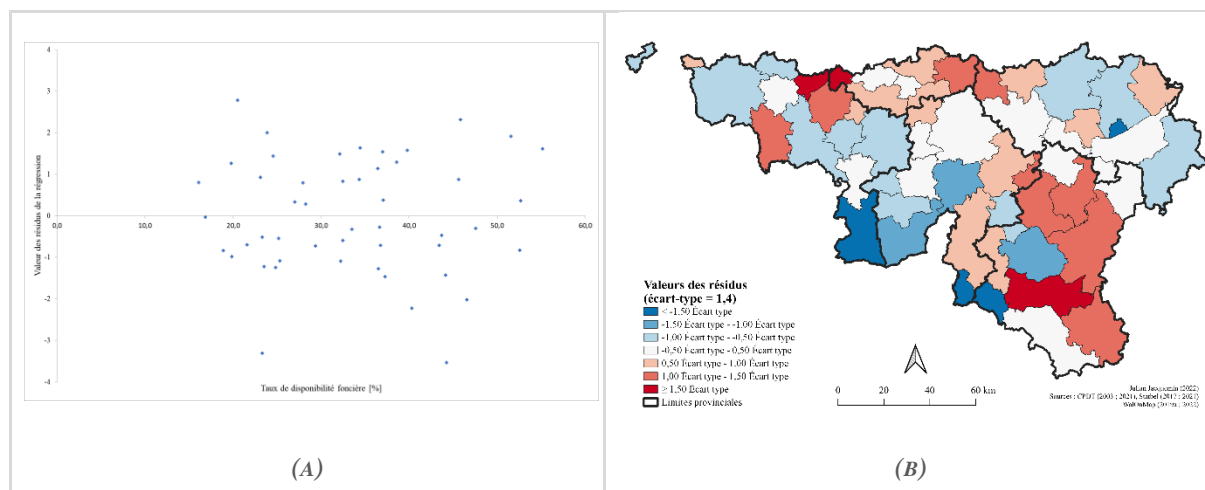 4
3
2
1
0
-1
-2
-3
-4
0,0
10,0
20,0
30,0
40,0
50,0
60,0
Valeur des résidus de la régression
Taux de disponibilité foncière [%]
(A)
Valeurs des résidus
(écart-type = 1,4)
< -1,50 Écart type
-1,50 Écart type - -1,00 Écart type
-1,00 Écart type - -0,50 Écart type
-0,50 Écart type - 0,50 Écart type
0,50 Écart type - 1,00 Écart type
1,00 Écart type - 1,50 Écart type
≥ 1,50 Écart type
Limites provinciales
0 20 40 60 km
Julian Jacquemin (2022)
Sources : CPDT
(B)